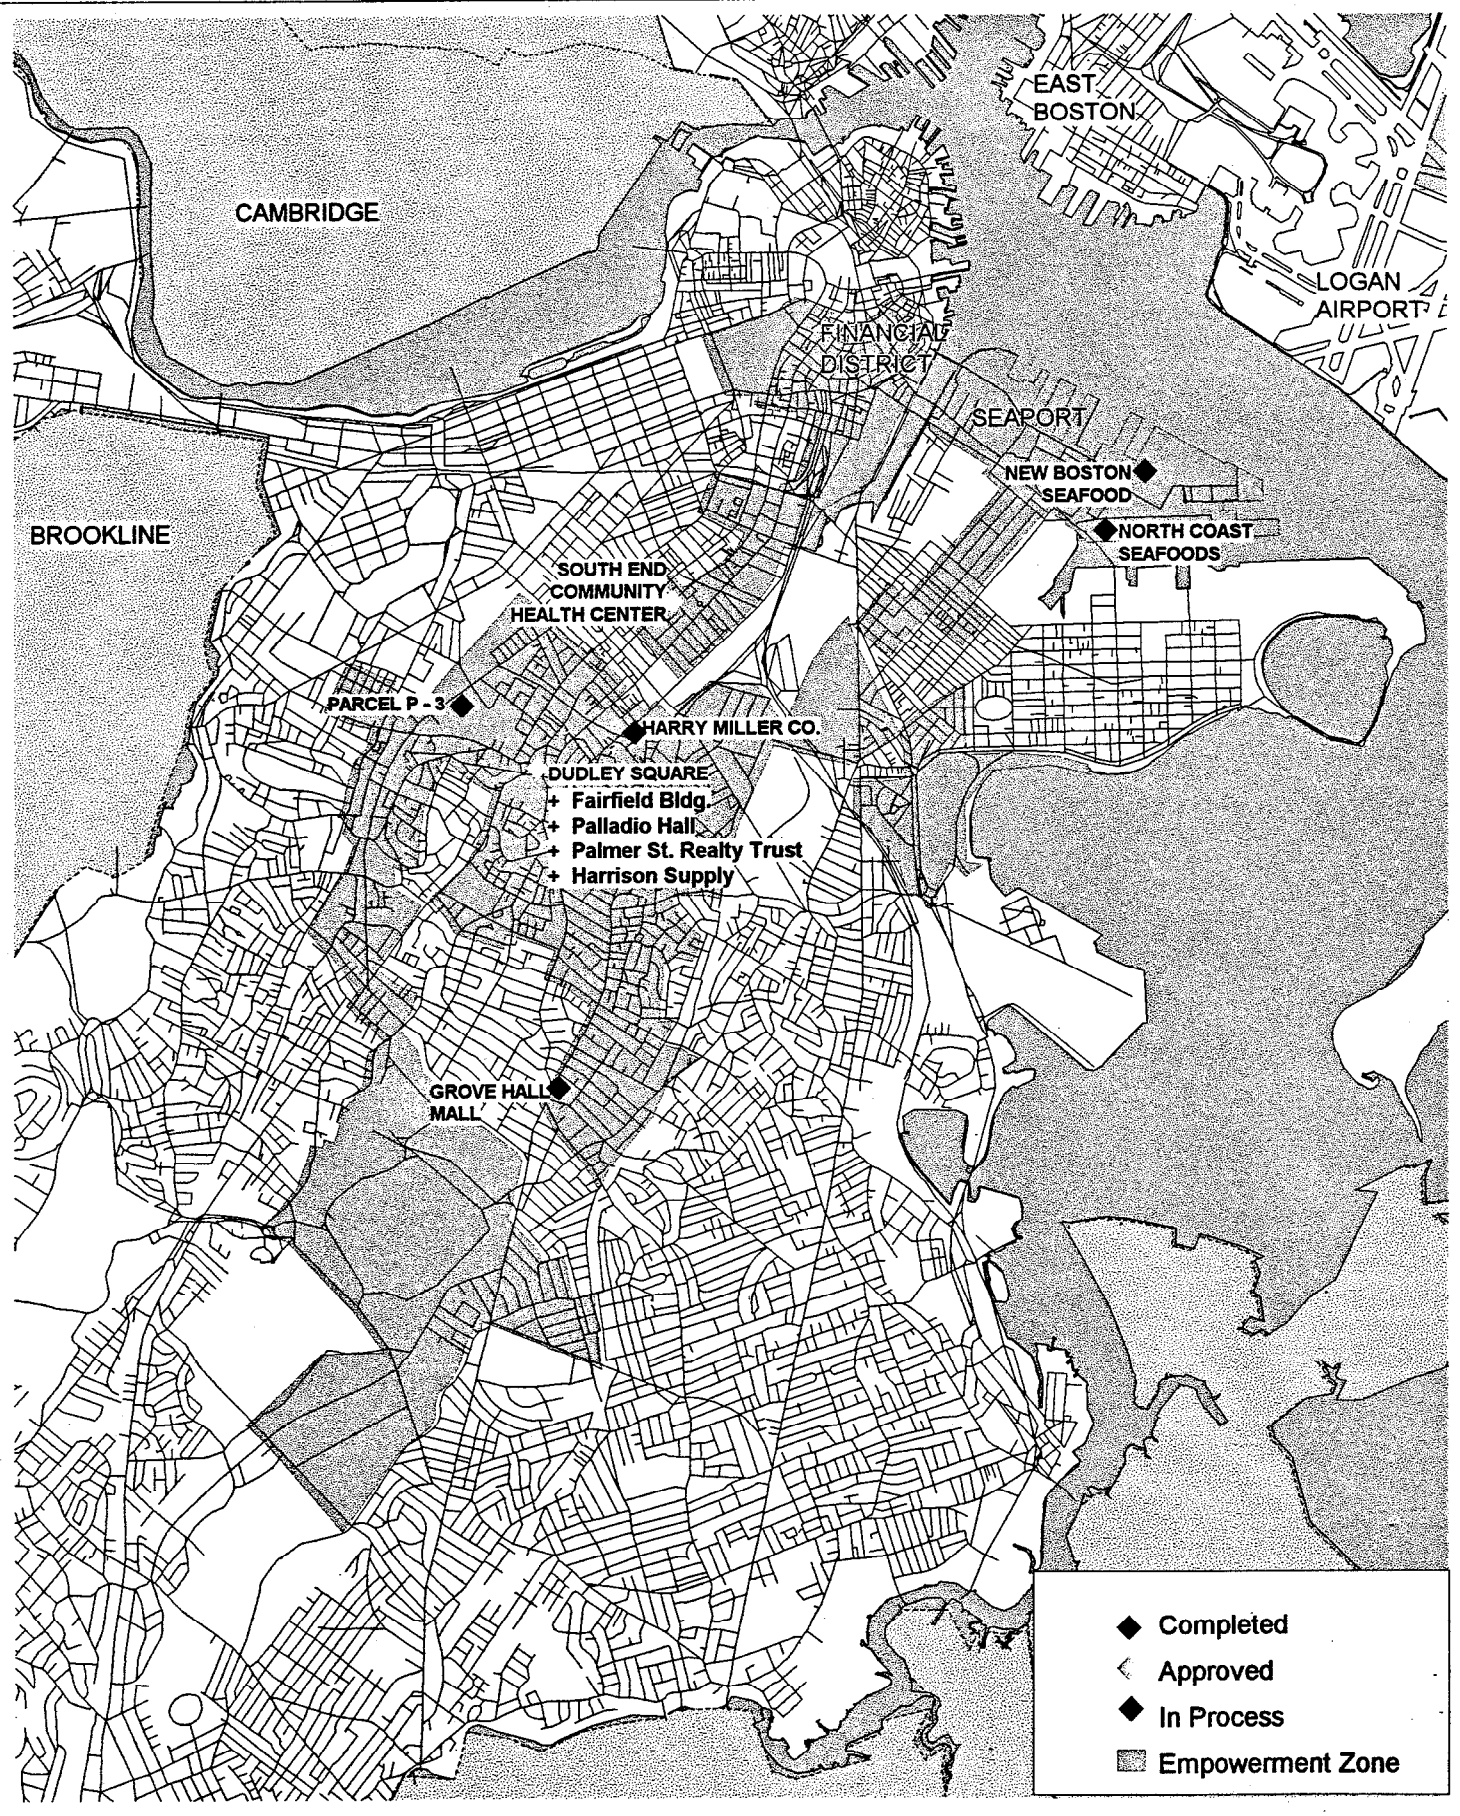 EAST
BOSTON
CAMBRIDGE
LOGAN
AIRPORT
FINANCIAL
DISTRICT
SEAPORT
NEW BOSTON
SEAFOOD
BROOKLINE
NORTH COAST
SEAFOODS
SOUTH END
COMMUNITY
HEALTH CENTER
PARCEL P - 3
HARRY MILLER CO.
DUDLEY SQUARE
+ Fairfield Bldg.
+ Palladio Hall
+ Palmer St. Realty Trust
+ Harrison Supply
GROVE HALL
MALL
Completed
Approved
In Process
Empowerment Zone